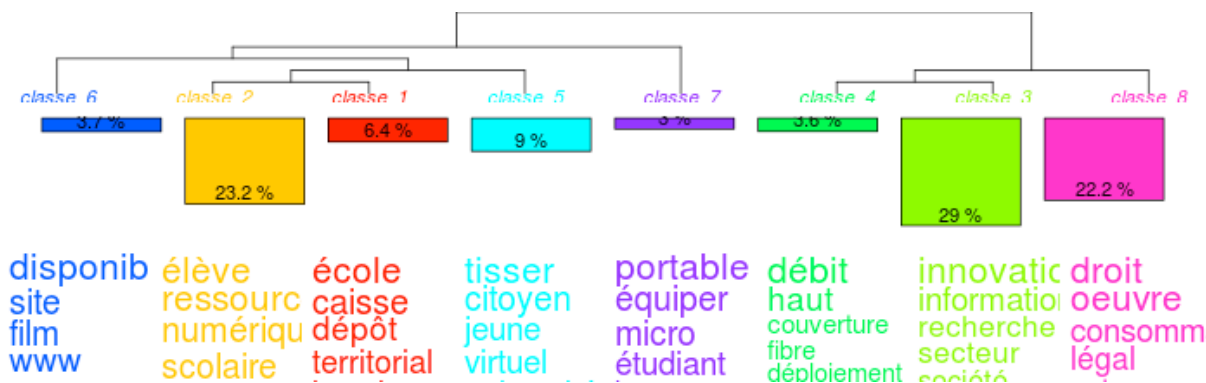 classe 6 classe 2 classe 1 classe 5 classe 7 classe 4 classe 3 classe 8
3.7 % 23.2 % 6.4 % 9 % 3 % 3.6 % 29 % 22.2 %
disponib élève école tisser portable débit innovatic droit
site ressourc caisse citoyen équiper haut informatio oeuvre
film numériqu dépôt jeune micro couverture recherche consomm
www scolaire territorial virtuel étudiant fibre secteur légal
déploiement société